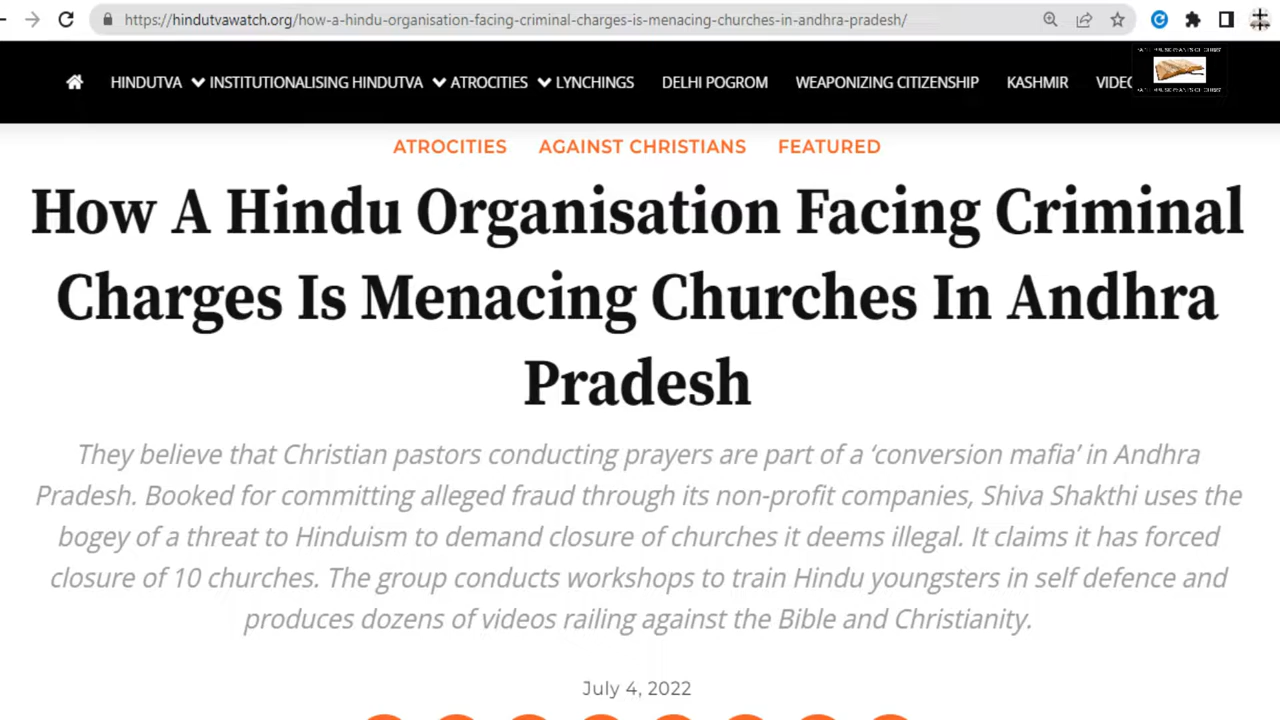 https://hindutvawatch.org/how-a-hindu-organisation-facing-criminal-charges-is-menacing-churches-in-andhra-pradesh/
HINDUTVA INSTITUTIONALISING HINDUTVA ATROCITIES LYNCHINGS DELHI POGROM WEAPONIZING CITIZENSHIP KASHMIR
ATROCITIES AGAINST CHRISTIANS FEATURED
How A Hindu Organisation Facing Criminal
Charges Is Menacing Churches In Andhra
Pradesh
They believe that Christian pastors conducting prayers are part of a ‘conversion mafia’ in Andhra
Pradesh. Booked for committing alleged fraud through its non-profit companies, Shiva Shakthi uses the
bogey of a threat to Hinduism to demand closure of churches it deems illegal. It claims it has forced
closure of 10 churches. The group conducts workshops to train Hindu youngsters in self defence and
produces dozens of videos railing against the Bible and Christianity.
July 4, 2022